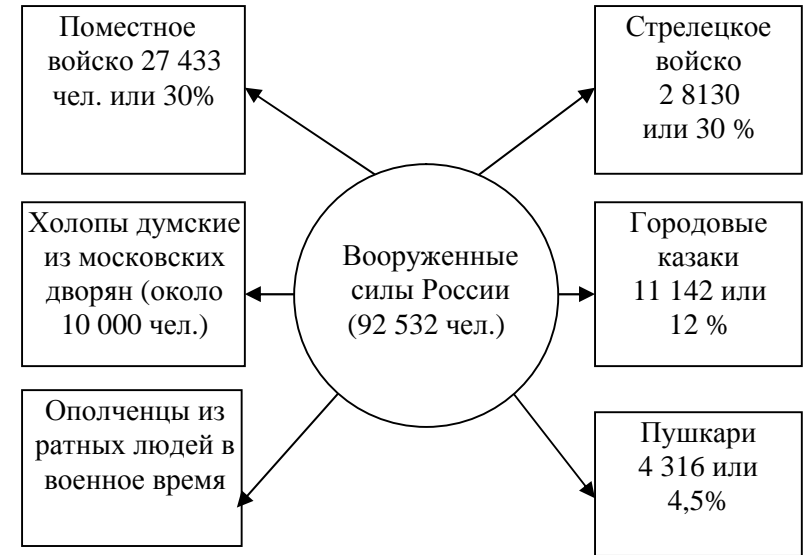 Поместное
войско 27 433
чел. или 30%
Стрелецкое
войско
2 8130
или 30 %
Холопы думские
из московских
дворян (около
10 000 чел.)
Вооруженные
силы России
(92 532 чел.)
Городовые
казаки
11 142 или
12 %
Ополченцы из
ратных людей в
военное время
Пушкари
4 316 или
4,5%